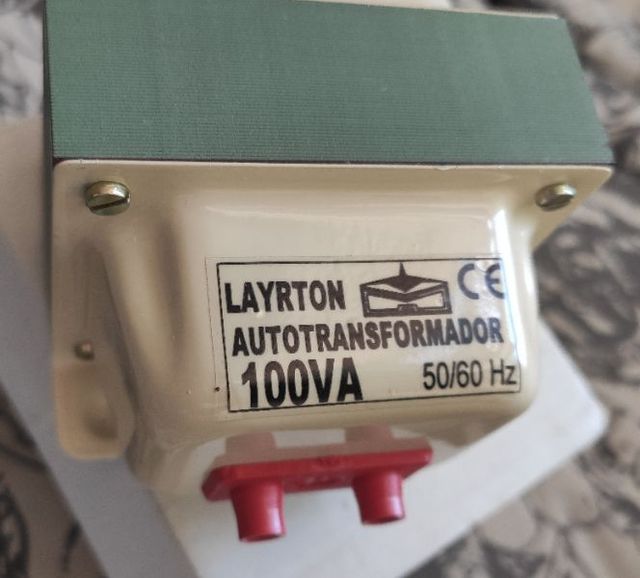 LAYRTON CE
AUTOTRANSFORMADOR
100VA 50/60 Hz